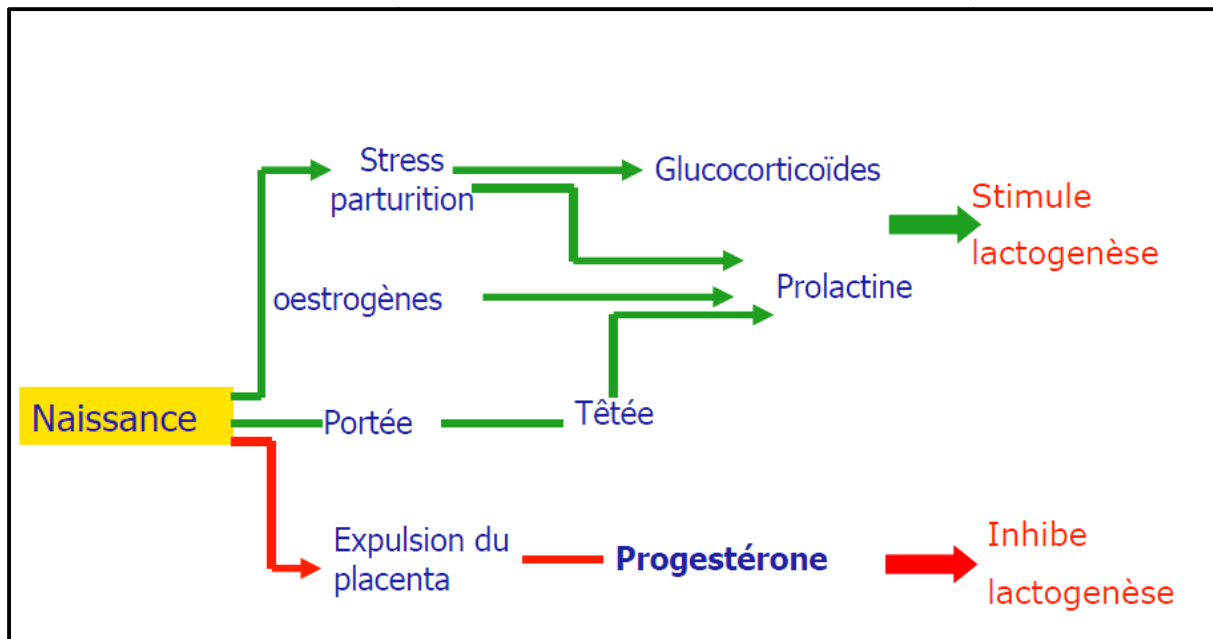 Stress
parturition
Glucocorticoïdes
Stimule
lactogenèse
oestrogènes
Prolactine
Naissance
Portée
Têtée
Expulsion du
placenta
Progestérone
Inhibe
lactogenèse